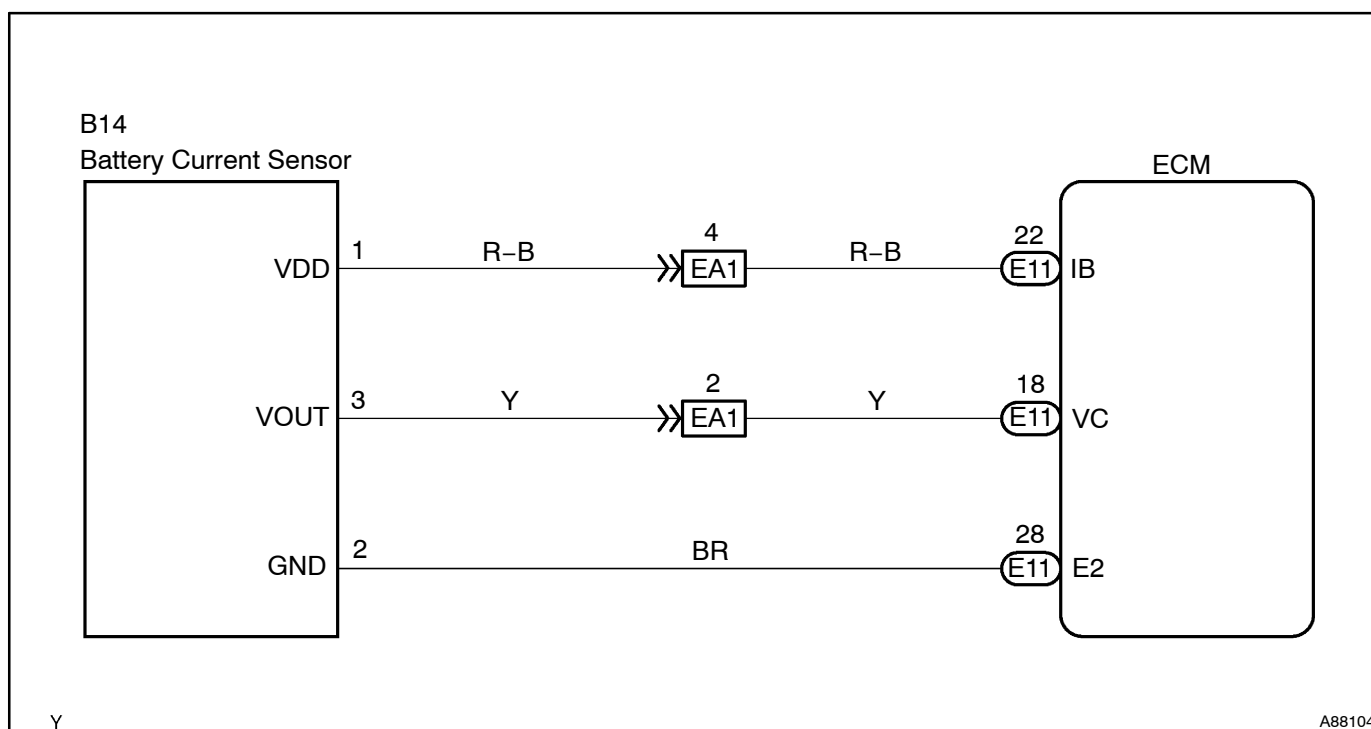 B14
Battery Current Sensor
ECM
VDD 1 R−B 4 EA1 R−B 22 E11 IB
VOUT 3 Y 2 EA1 Y 18 E11 VC
GND 2 BR 28 E11 E2
Y
A88104